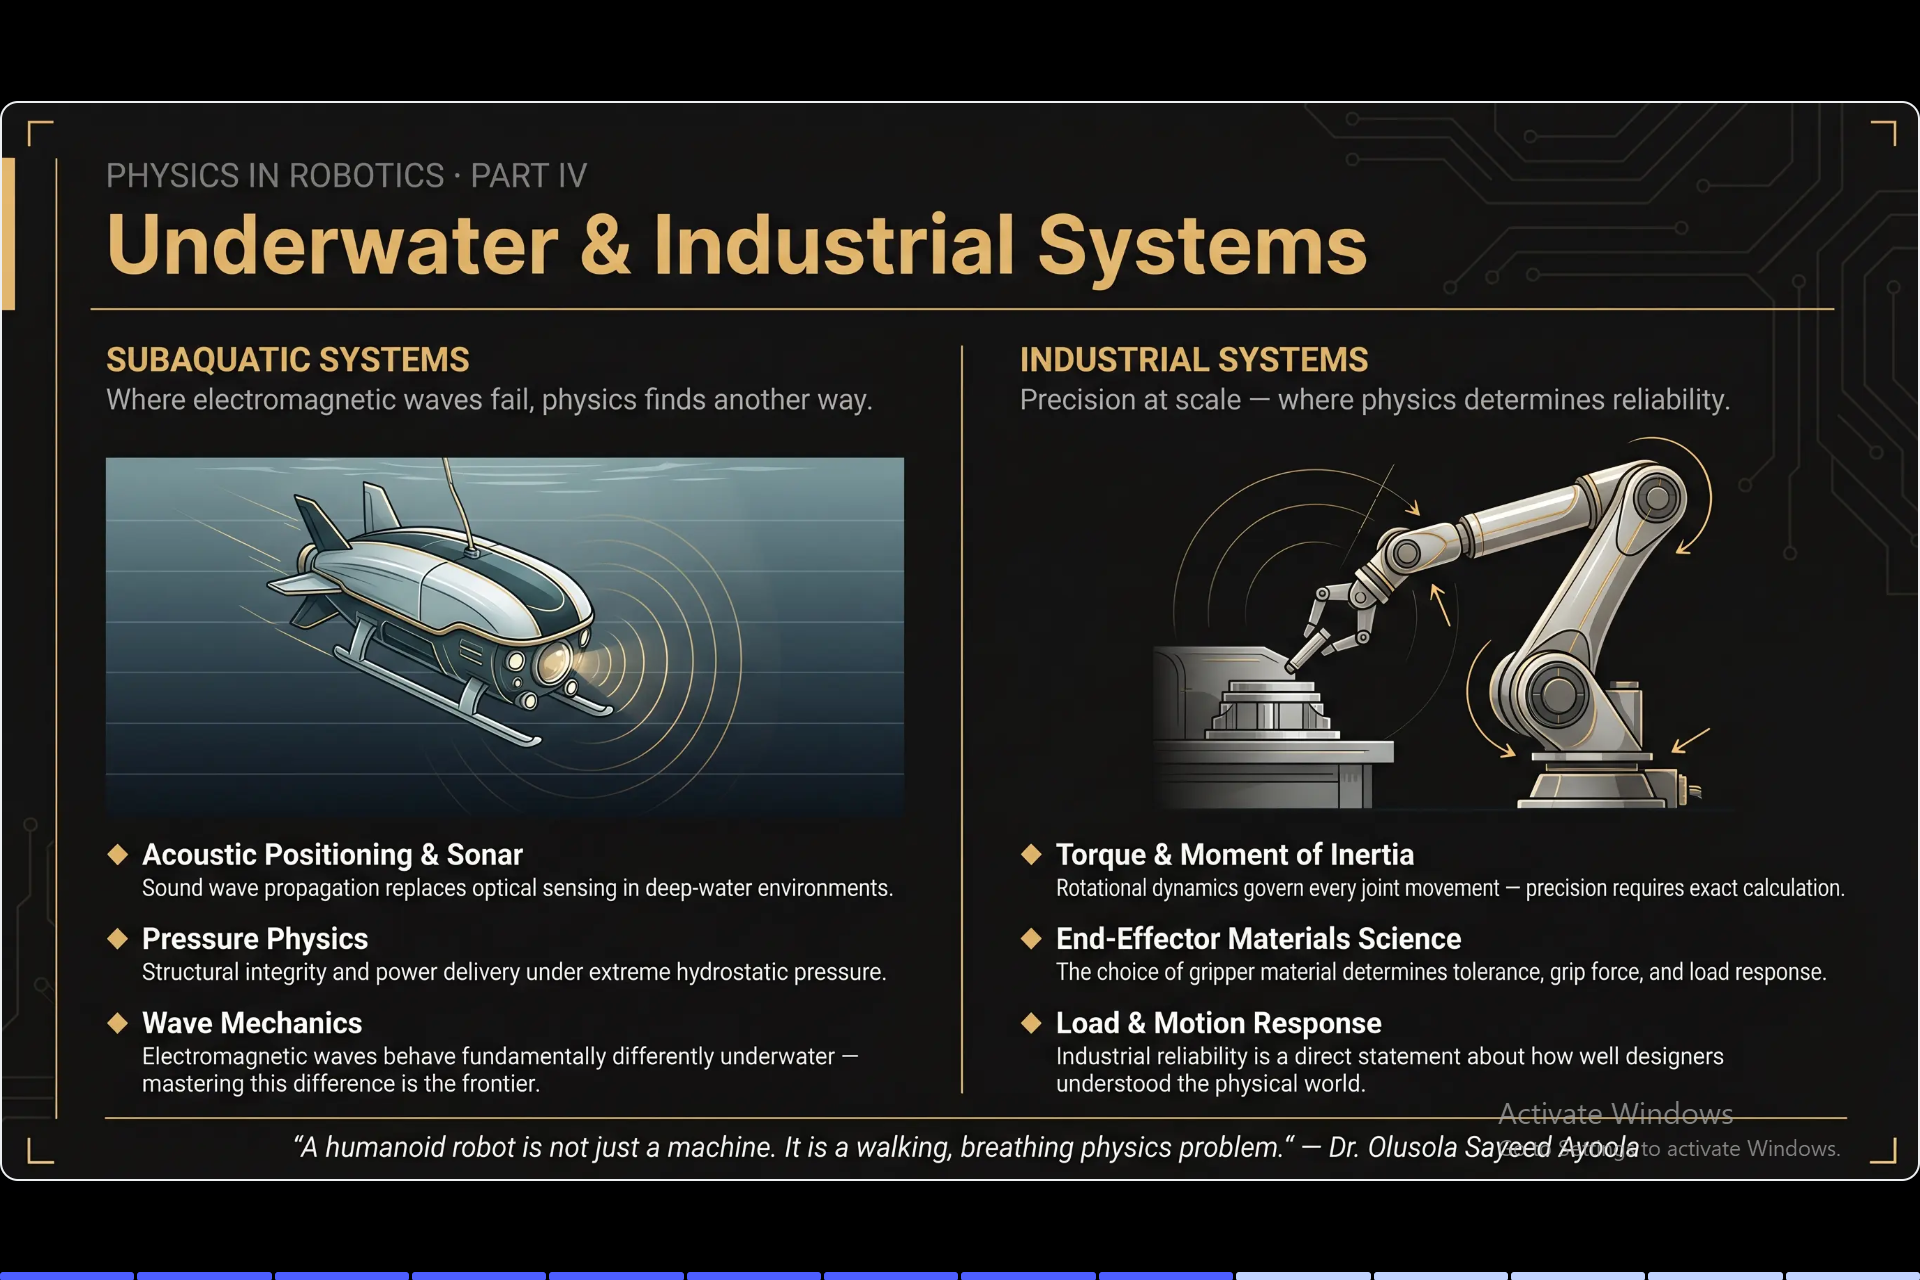 PHYSICS IN ROBOTICS · PART IV
Underwater & Industrial Systems
SUBAQUATIC SYSTEMS
Where electromagnetic waves fail, physics finds another way.
Acoustic Positioning & Sonar
Sound wave propagation replaces optical sensing in deep-water environments.
Pressure Physics
Structural integrity and power delivery under extreme hydrostatic pressure.
Wave Mechanics
Electromagnetic waves behave fundamentally differently underwater —
mastering this difference is the frontier.
INDUSTRIAL SYSTEMS
Precision at scale — where physics determines reliability.
Torque & Moment of Inertia
Rotational dynamics govern every joint movement — precision requires exact calculation.
End-Effector Materials Science
The choice of gripper material determines tolerance, grip force, and load response.
Load & Motion Response
Industrial reliability is a direct statement about how well designers
understood the physical world.
“A humanoid robot is not just a machine. It is a walking, breathing physics problem.“ — Dr. Olusola Sayeed Ayoola
Activate Windows
Go to Settings to activate Windows.